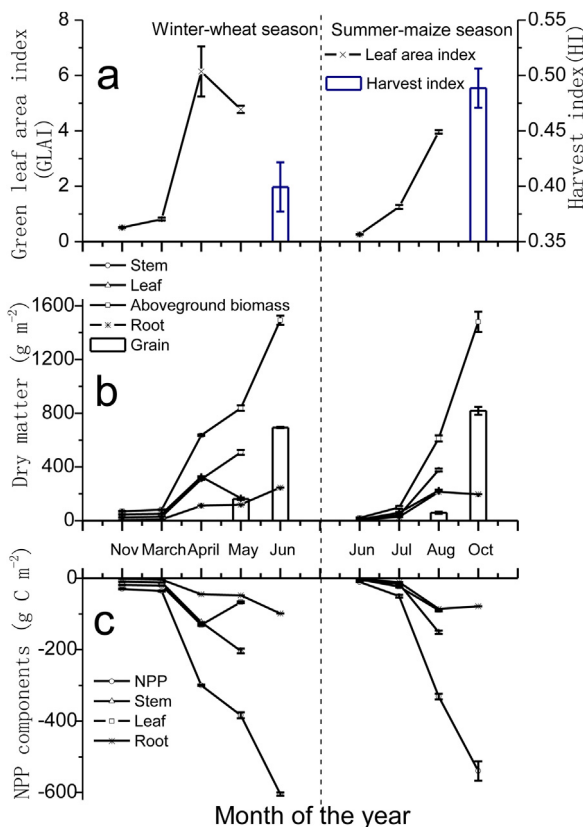 Winter-wheat season
Summer-maize season
a
Leaf area index
Harvest index
Green leaf area index
(GLAI)
8
6
4
2
0
Harvest index(HI)
0.55
0.50
0.45
0.40
0.35
Stem
Leaf
Aboveground biomass
Root
Grain
b
Dry matter (g m⁻²)
1600
1200
800
400
0
Nov March April May Jun Jun Jul Aug Oct
c
NPP components (g C m⁻²)
0
-200
-400
-600
NPP
Stem
Leaf
Root
Month of the year